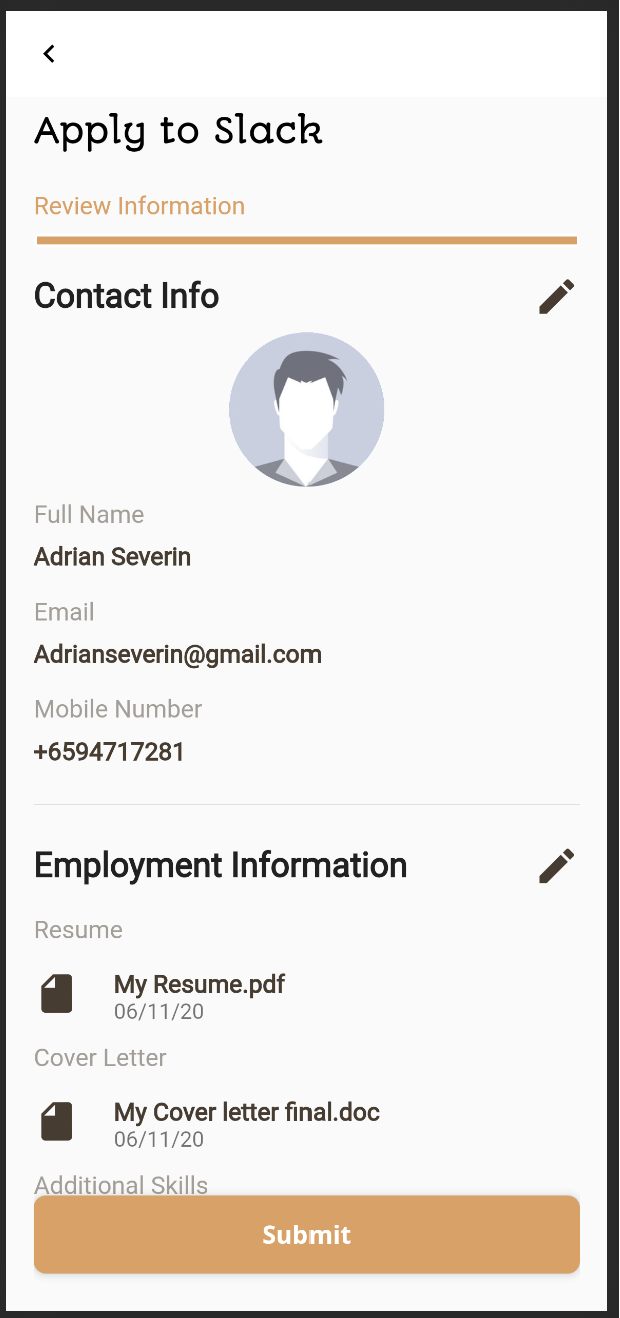 Apply to Slack
Review Information
Contact Info
Full Name
Adrian Severin
Email
Adrianseverin@gmail.com
Mobile Number
+6594717281
Employment Information
Resume
My Resume.pdf
06/11/20
Cover Letter
My Cover letter final.doc
06/11/20
Additional Skills
Submit